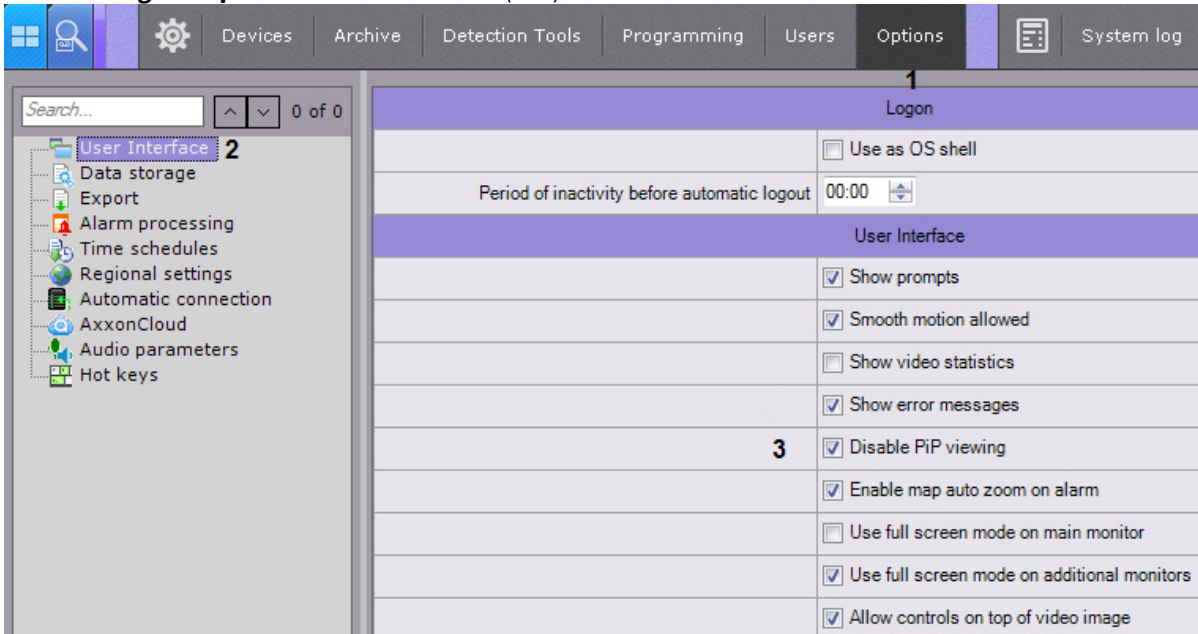 Devices Archive Detection Tools Programming Users Options System log
1
Search... 0 of 0
User Interface 2
Data storage
Export
Alarm processing
Time schedules
Regional settings
Automatic connection
AxxonCloud
Audio parameters
Hot keys
Logon
Use as OS shell
Period of inactivity before automatic logout 00:00
User Interface
Show prompts
Smooth motion allowed
Show video statistics
Show error messages
3 Disable PiP viewing
Enable map auto zoom on alarm
Use full screen mode on main monitor
Use full screen mode on additional monitors
Allow controls on top of video image